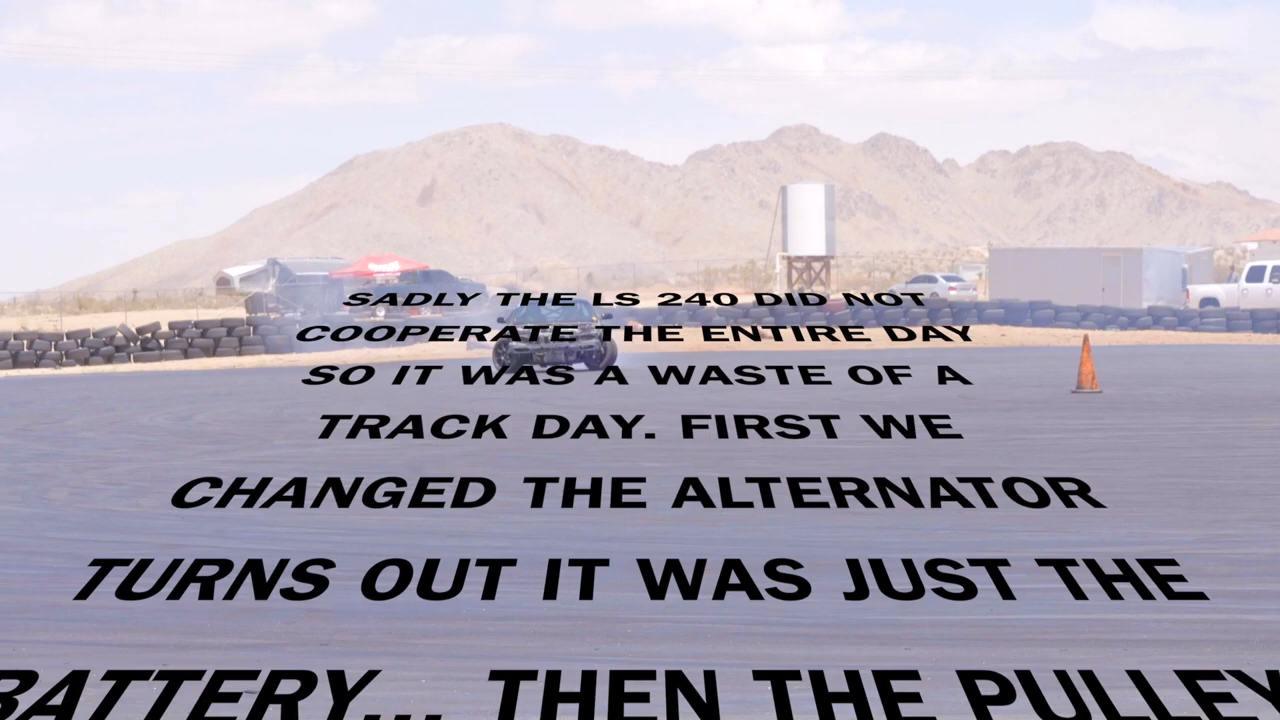 SADLY THE LS 240 DID NOT
COOPERATE THE ENTIRE DAY
SO IT WAS A WASTE OF A
TRACK DAY. FIRST WE
CHANGED THE ALTERNATOR
TURNS OUT IT WAS JUST THE
BATTERY... THEN THE PULLEY